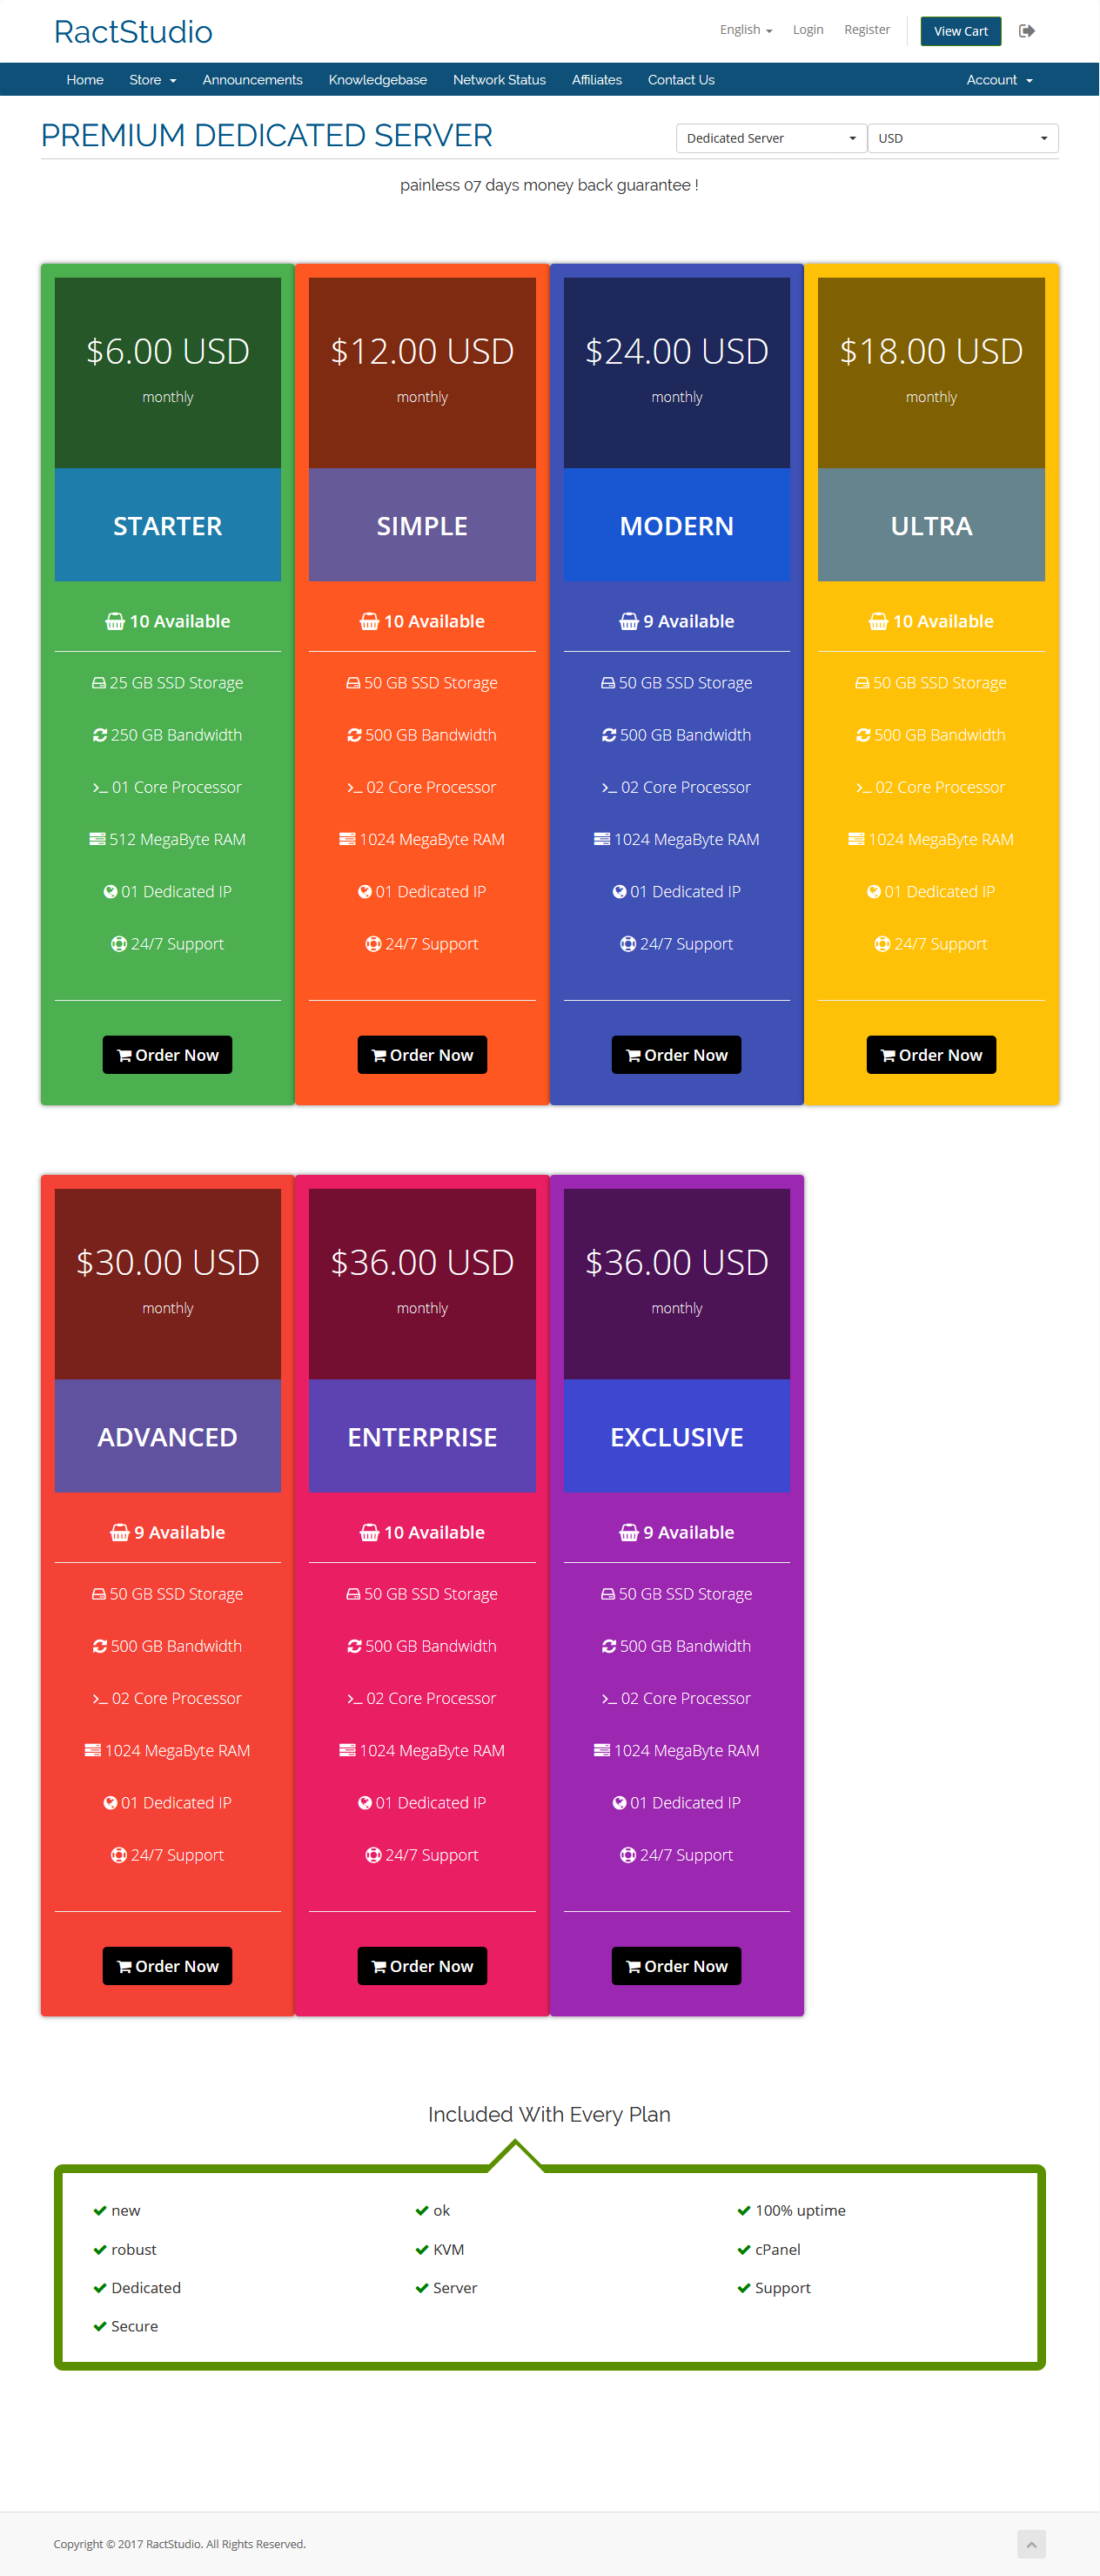 RactStudio
English Login Register View Cart
Home Store Announcements Knowledgebase Network Status Affiliates Contact Us Account
PREMIUM DEDICATED SERVER
Dedicated Server USD
painless 07 days money back guarantee !
$6.00 USD
monthly
STARTER
10 Available
25 GB SSD Storage
250 GB Bandwidth
01 Core Processor
512 MegaByte RAM
01 Dedicated IP
24/7 Support
Order Now
$12.00 USD
monthly
SIMPLE
10 Available
50 GB SSD Storage
500 GB Bandwidth
02 Core Processor
1024 MegaByte RAM
01 Dedicated IP
24/7 Support
Order Now
$24.00 USD
monthly
MODERN
9 Available
50 GB SSD Storage
500 GB Bandwidth
02 Core Processor
1024 MegaByte RAM
01 Dedicated IP
24/7 Support
Order Now
$18.00 USD
monthly
ULTRA
10 Available
50 GB SSD Storage
500 GB Bandwidth
02 Core Processor
1024 MegaByte RAM
01 Dedicated IP
24/7 Support
Order Now
$30.00 USD
monthly
ADVANCED
9 Available
50 GB SSD Storage
500 GB Bandwidth
02 Core Processor
1024 MegaByte RAM
01 Dedicated IP
24/7 Support
Order Now
$36.00 USD
monthly
ENTERPRISE
10 Available
50 GB SSD Storage
500 GB Bandwidth
02 Core Processor
1024 MegaByte RAM
01 Dedicated IP
24/7 Support
Order Now
$36.00 USD
monthly
EXCLUSIVE
9 Available
50 GB SSD Storage
500 GB Bandwidth
02 Core Processor
1024 MegaByte RAM
01 Dedicated IP
24/7 Support
Order Now
Included With Every Plan
new ok 100% uptime
robust KVM cPanel
Dedicated Server Support
Secure
Copyright © 2017 RactStudio. All Rights Reserved.